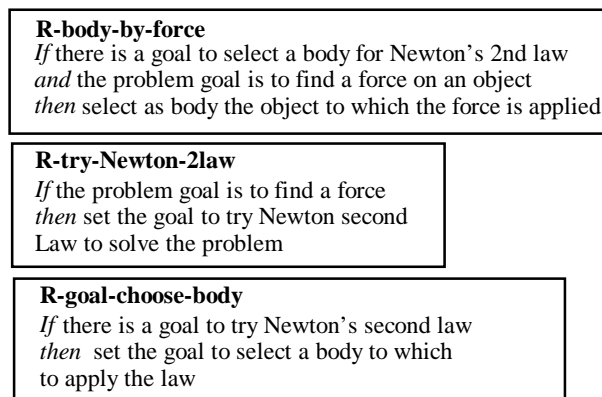 R-body-by-force
If there is a goal to select a body for Newton's 2nd law
and the problem goal is to find a force on an object
then select as body the object to which the force is applied
R-try-Newton-2law
If the problem goal is to find a force
then set the goal to try Newton second
Law to solve the problem
R-goal-choose-body
If there is a goal to try Newton's second law
then set the goal to select a body to which
to apply the law